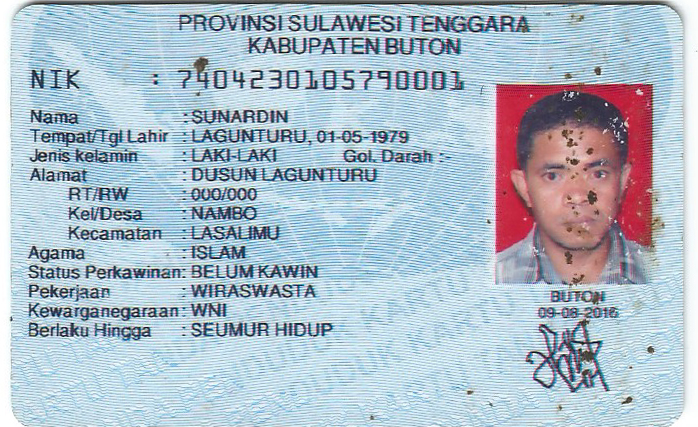 PROVINSI SULAWESI TENGGARA
KABUPATEN BUTON
NIK : 7404230105790001
Nama : SUNARDIN
Tempat/Tgl Lahir : LAGUNTURU, 01-05-1979
Jenis kelamin : LAKI-LAKI Gol. Darah :-
Alamat : DUSUN LAGUNTURU
RT/RW : 000/000
Kel/Desa : NAMBO
Kecamatan : LASALIMU
Agama : ISLAM
Status Perkawinan: BELUM KAWIN
Pekerjaan : WIRASWASTA
Kewarganegaraan: WNI
Berlaku Hingga : SEUMUR HIDUP
BUTON
09-08-2016